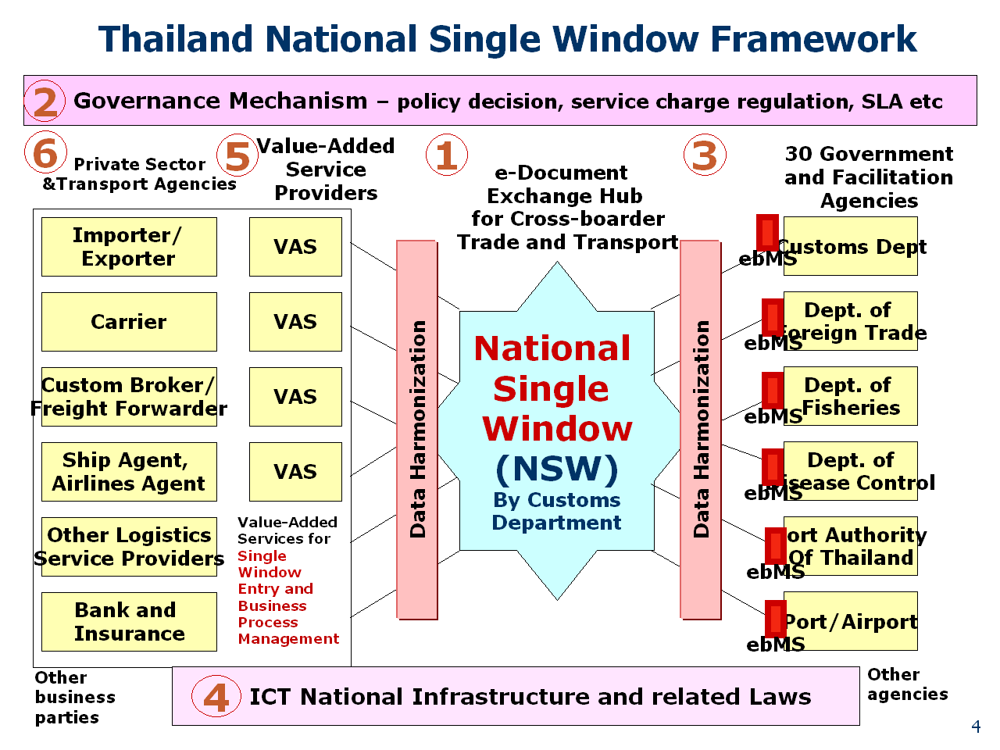 Thailand National Single Window Framework
2 Governance Mechanism – policy decision, service charge regulation, SLA etc
6
Private Sector
&Transport Agencies
5
Value-Added
Service
Providers
1
e-Document
Exchange Hub
for Cross-boarder
Trade and Transport
3
30 Government
and Facilitation
Agencies
Importer/
Exporter
Carrier
Custom Broker/
Freight Forwarder
Ship Agent,
Airlines Agent
Other Logistics
Service Providers
Bank and
Insurance
Other
business
parties
VAS
VAS
VAS
VAS
Value-Added
Services for
Single
Window
Entry and
Business
Process
Management
Data Harmonization
National
Single
Window
(NSW)
By Customs
Department
Data Harmonization
ebMS
Customs Dept
ebMS
Dept. of
Foreign Trade
ebMS
Dept. of
Fisheries
ebMS
Dept. of
Disease Control
ebMS
Port Authority
Of Thailand
ebMS
Port/Airport
Other
agencies
4 ICT National Infrastructure and related Laws
4